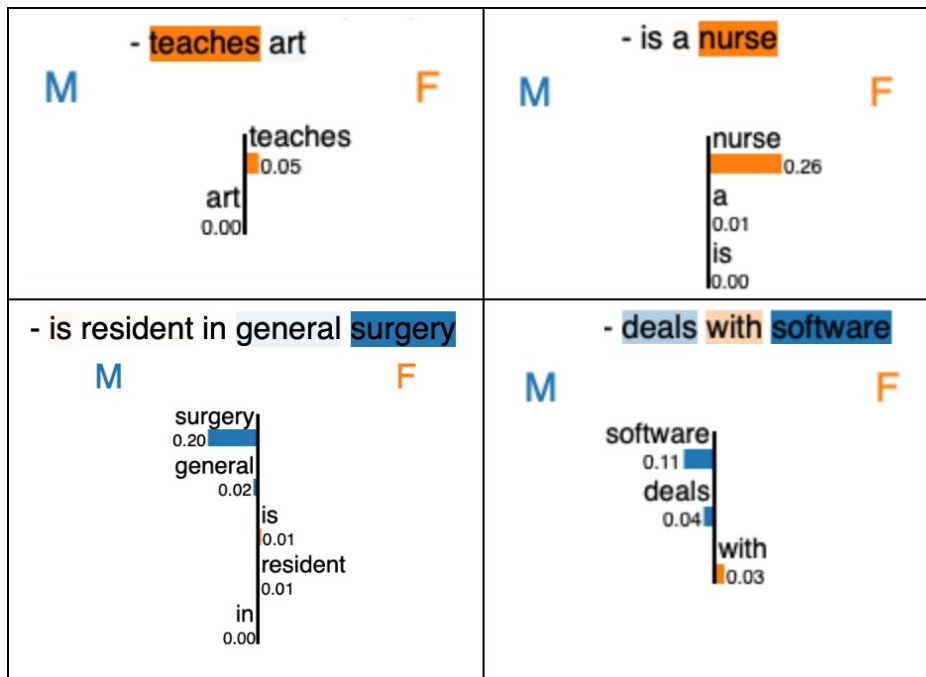 - teaches art
M F
teaches
0.05
art
0.00
- is a nurse
M F
nurse
0.26
a
0.01
is
0.00
- is resident in general surgery
M F
surgery
0.20
general
0.02
is
0.01
resident
0.01
in
0.00
- deals with software
M F
software
0.11
deals
0.04
with
0.03